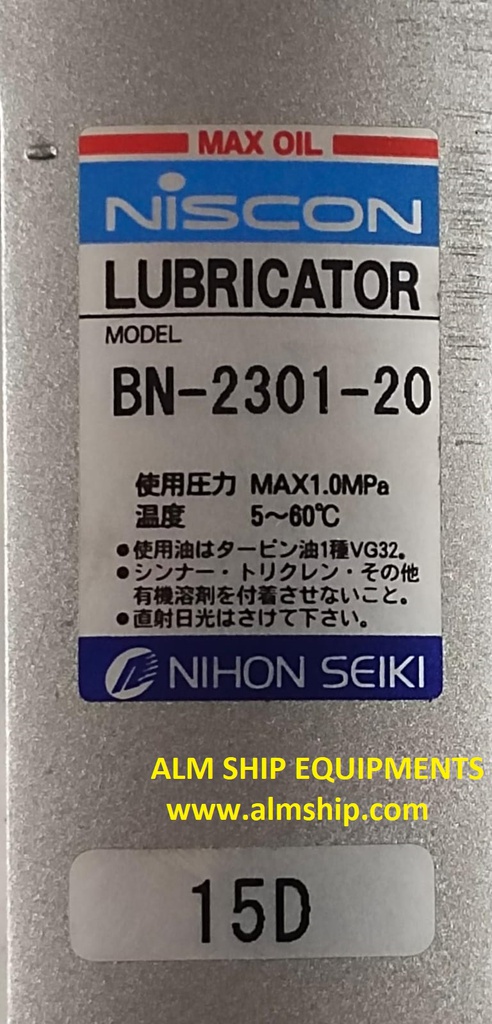 MAX OIL
NiSCON
LUBRICATOR
MODEL
BN-2301-20
使用圧力 MAX1.0MPa
温度 5～60℃
●使用油はタービン油1種VG32。
●シンナー・トリクレン・その他
有機溶剤を付着させないこと。
●直射日光はさけて下さい。
NIHON SEIKI
ALM SHIP EQUIPMENTS
www.almship.com
15D